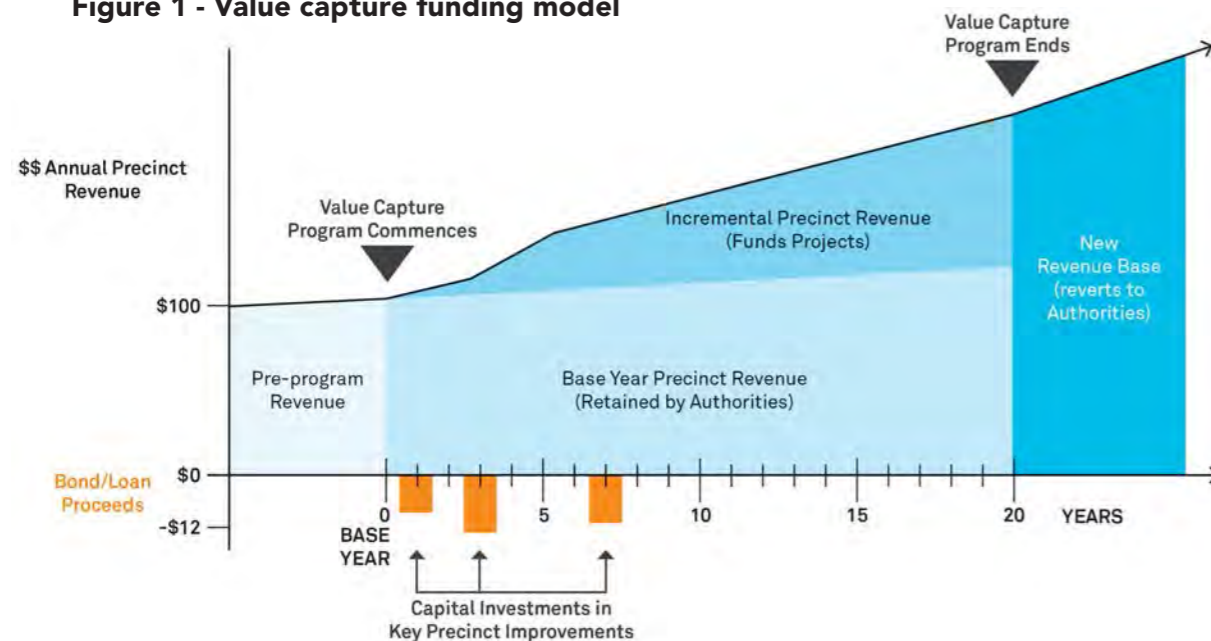 Figure 1 - Value capture funding model
Value Capture
Program Ends
$$ Annual Precinct
Revenue
Value Capture
Program Commences
Incremental Precinct Revenue
(Funds Projects)
New
Revenue Base
(reverts to
Authorities)
$100
Pre-program
Revenue
Base Year Precinct Revenue
(Retained by Authorities)
$0
Bond/Loan
Proceeds
-$12
0
5
10
15
20
YEARS
BASE
YEAR
Capital Investments in
Key Precinct Improvements